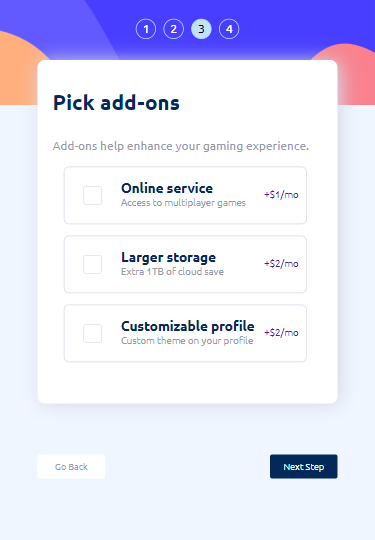 1 2 3 4
Pick add-ons
Add-ons help enhance your gaming experience.
Online service
Access to multiplayer games
+$1/mo
Larger storage
Extra 1TB of cloud save
+$2/mo
Customizable profile
Custom theme on your profile
+$2/mo
Go Back
Next Step